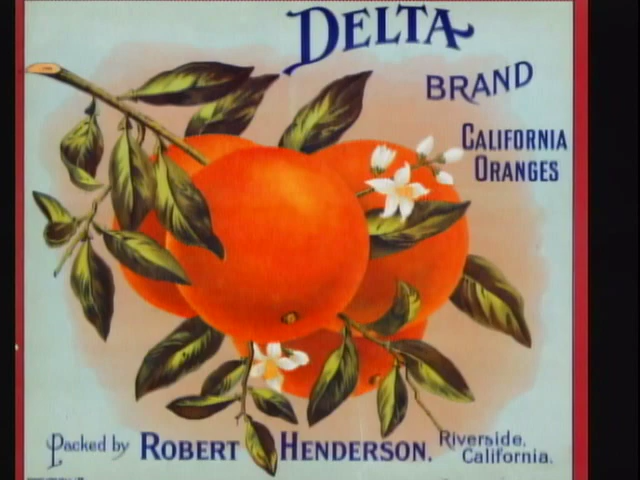 DELTA
BRAND
CALIFORNIA
ORANGES
Packed by ROBERT HENDERSON. Riverside,
California.